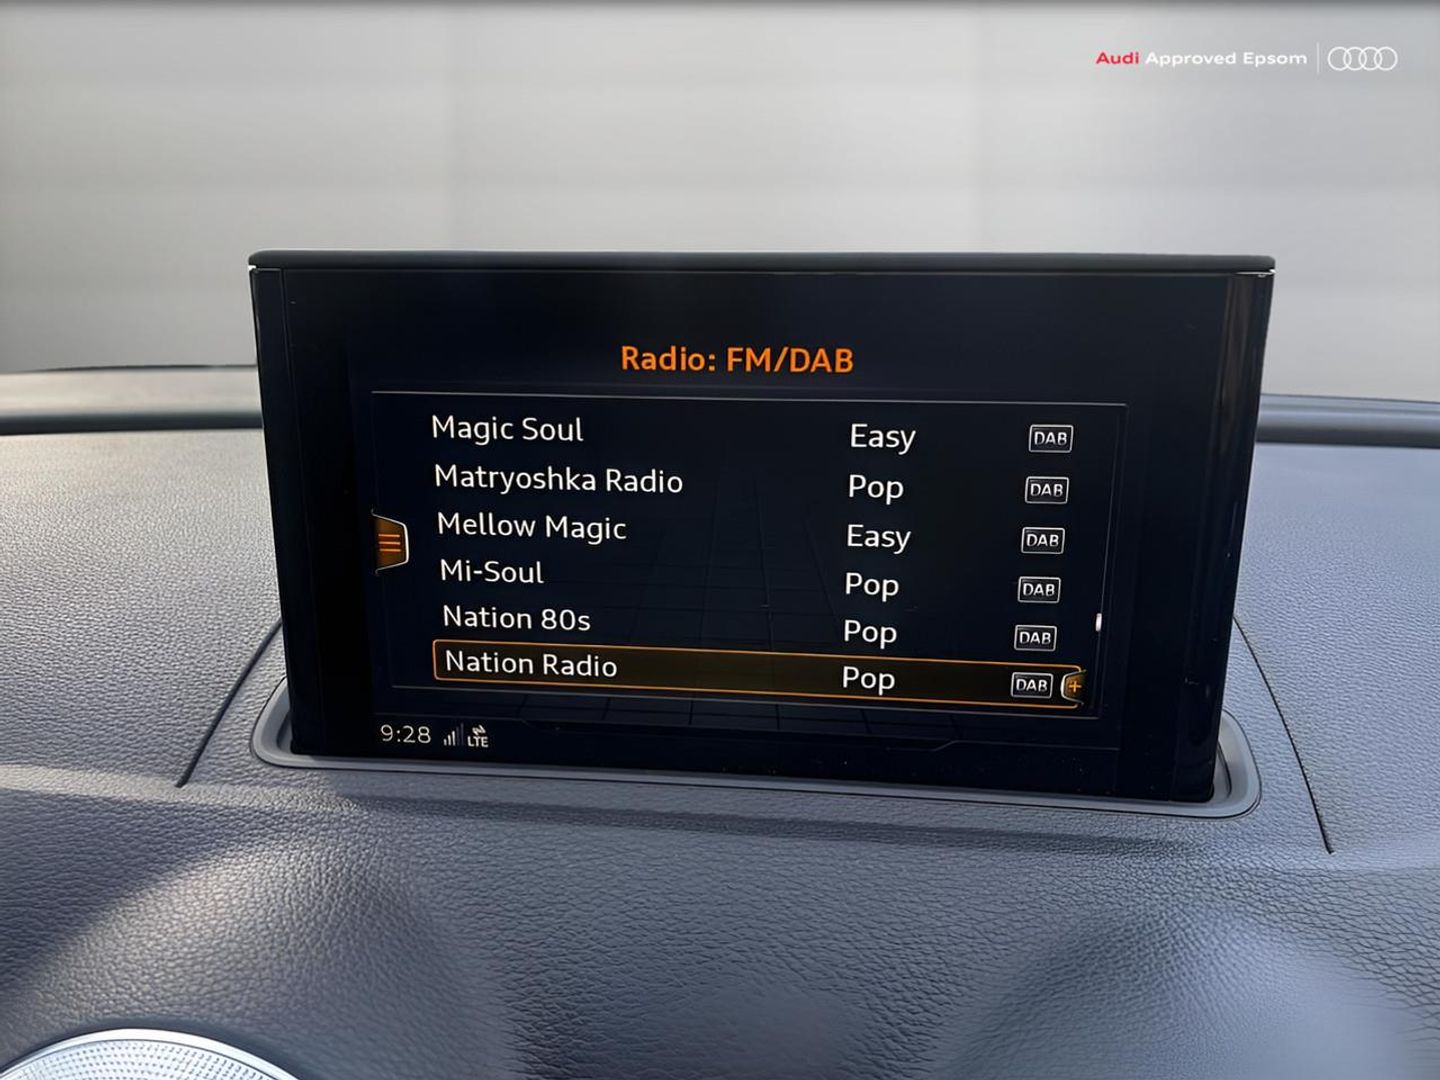 Audi Approved Epsom
Radio: FM/DAB
Magic Soul Easy DAB
Matryoshka Radio Pop DAB
Mellow Magic Easy DAB
Mi-Soul Pop DAB
Nation 80s Pop DAB
Nation Radio Pop DAB +
9:28 LTE